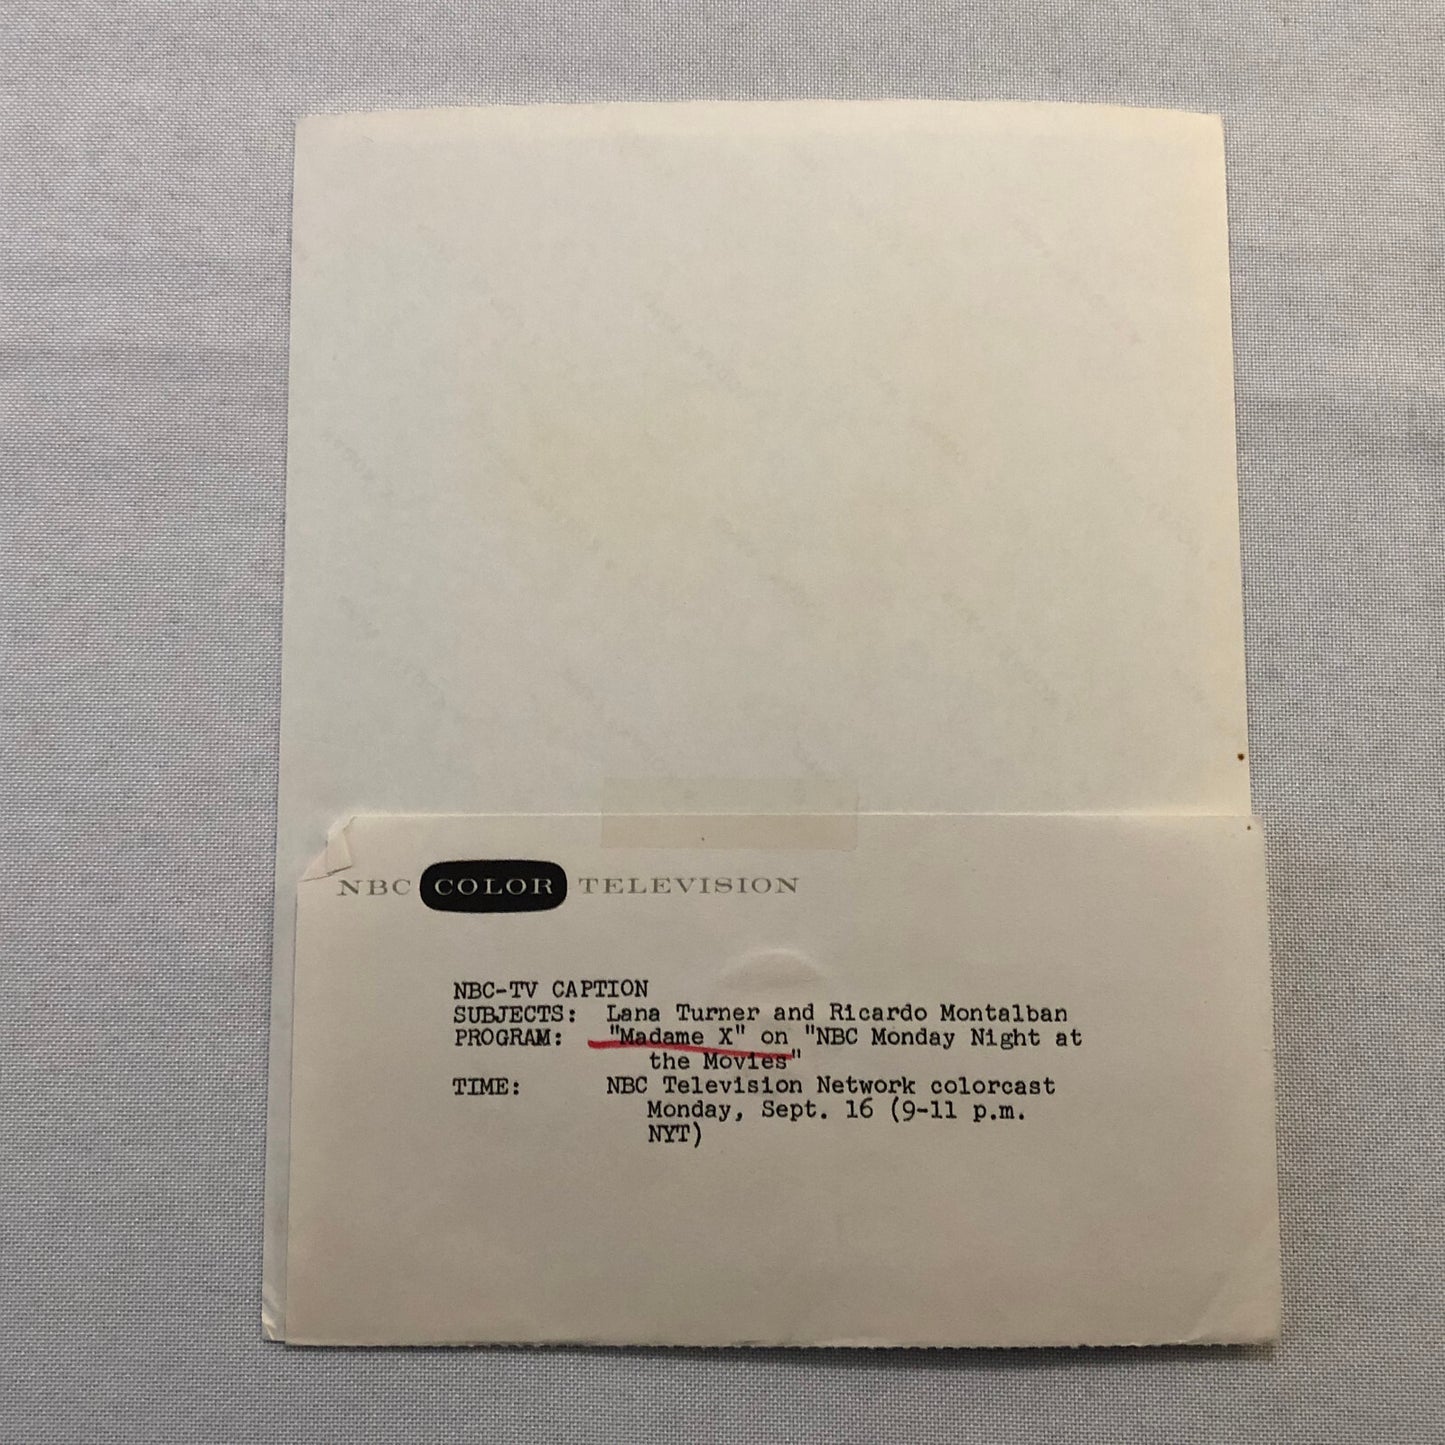 NBC COLOR TELEVISION
NBC-TV CAPTION
SUBJECTS: Lana Turner and Ricardo Montalban
PROGRAM: "Madame X" on "NBC Monday Night at
the Movies"
TIME: NBC Television Network colorcast
Monday, Sept. 16 (9-11 p.m.
NYT)